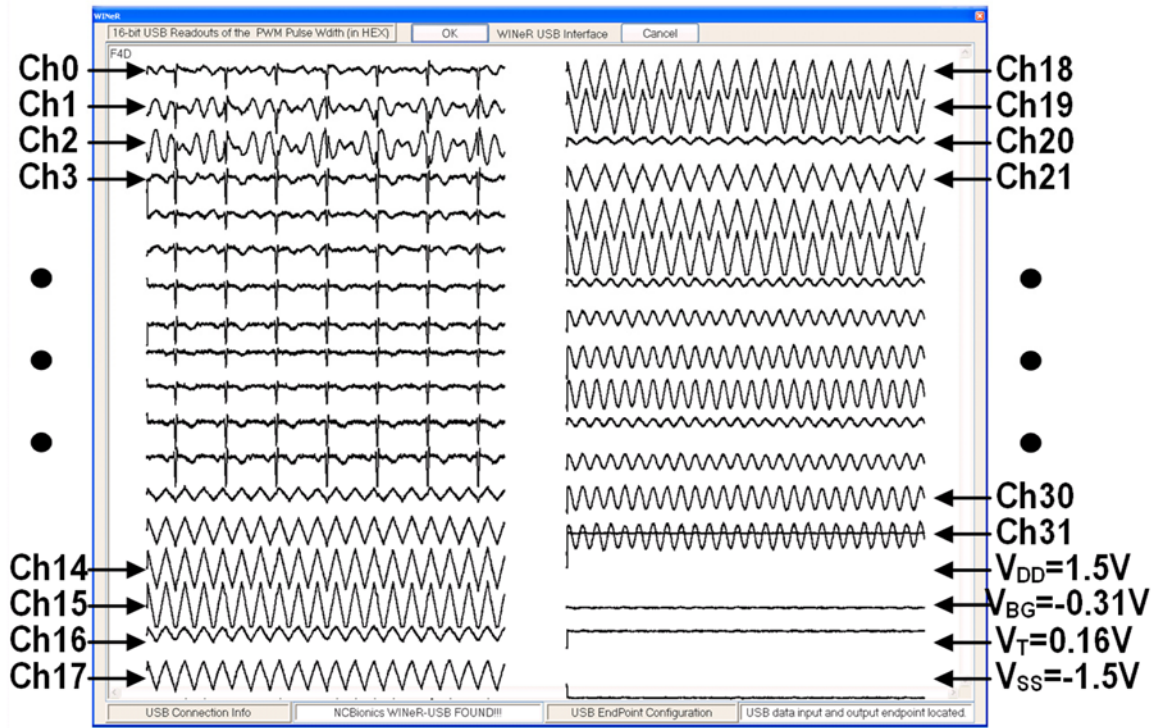 WINeR
16-bit USB Readouts of the PWM Pulse Wdith (in HEX)
OK
WINeR USB Interface
Cancel
F4D
Ch0
Ch1
Ch2
Ch3
Ch14
Ch15
Ch16
Ch17
Ch18
Ch19
Ch20
Ch21
Ch30
Ch31
VDD=1.5V
VBG=-0.31V
VT=0.16V
VSS=-1.5V
USB Connection Info
NCBionics WINeR-USB FOUND!!!
USB EndPoint Configuration
USB data input and output endpoint located.